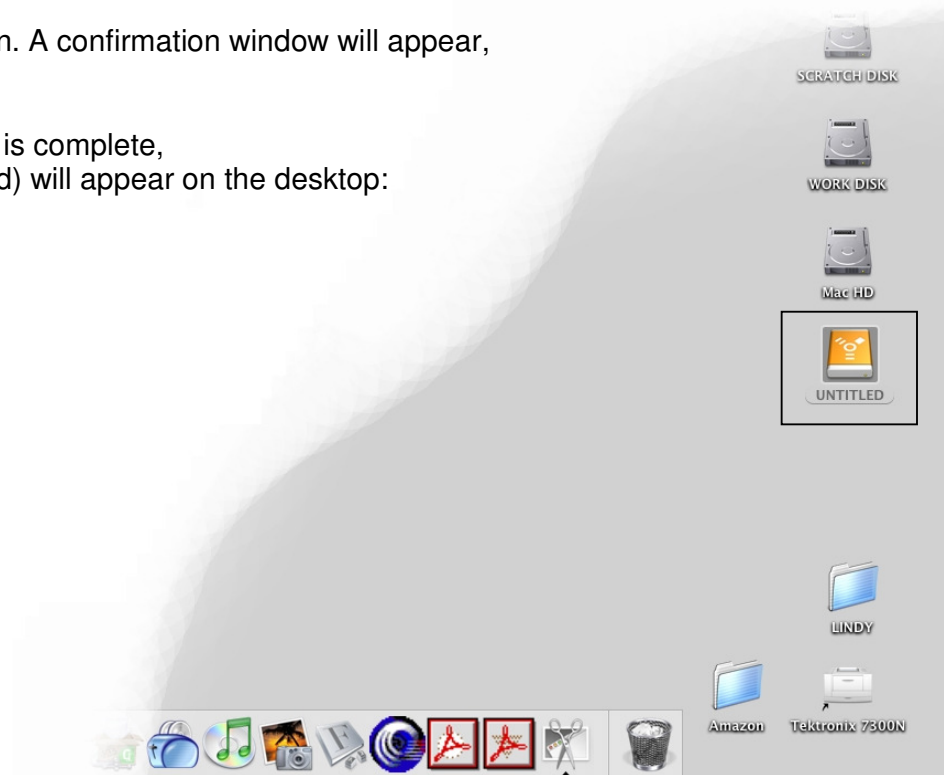 n. A confirmation window will appear,
is complete,
d) will appear on the desktop:
SCRATCH DISK
WORK DISK
Mac HD
UNTITLED
LINDY
Amazon
Tektronix 7300N